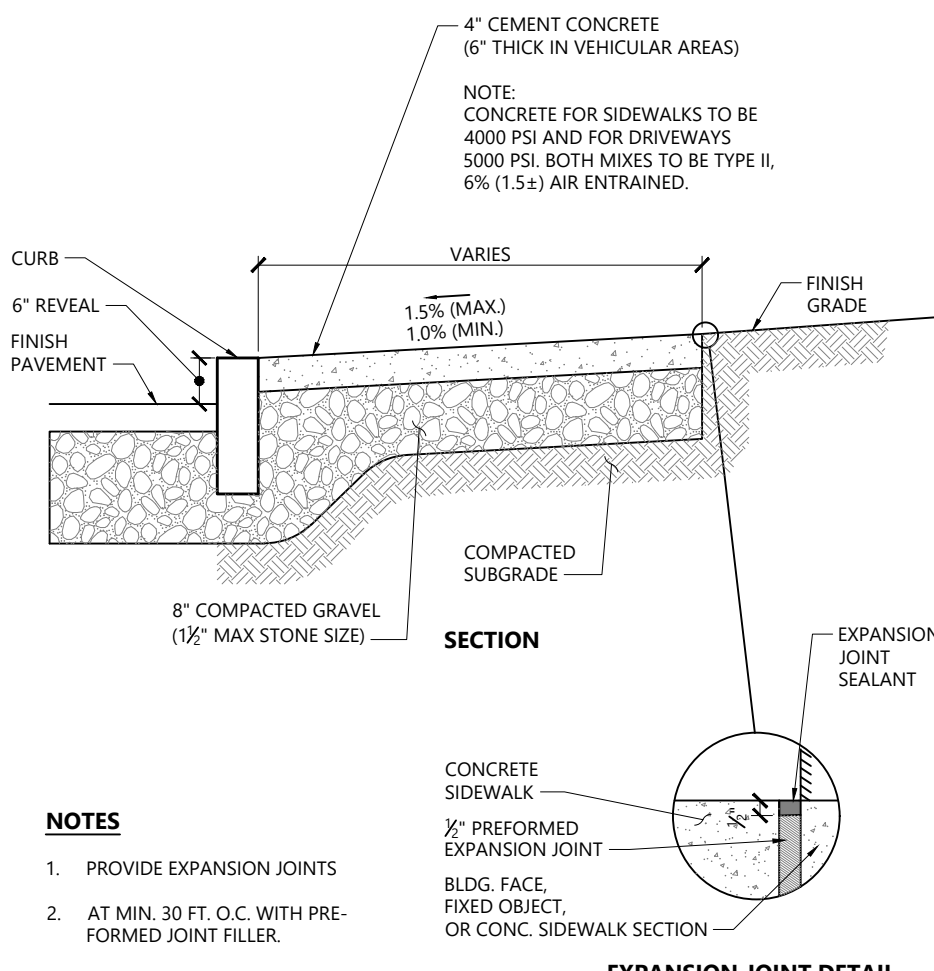 4" CEMENT CONCRETE
(6" THICK IN VEHICULAR AREAS)
NOTE:
CONCRETE FOR SIDEWALKS TO BE
4000 PSI AND FOR DRIVEWAYS
5000 PSI. BOTH MIXES TO BE TYPE II,
6% (1.5±) AIR ENTRAINED.
CURB
6" REVEAL
FINISH
PAVEMENT
VARIES
1.5% (MAX.)
1.0% (MIN.)
FINISH
GRADE
COMPACTED
SUBGRADE
8" COMPACTED GRAVEL
(1½" MAX STONE SIZE)
SECTION
EXPANSION
JOINT
SEALANT
CONCRETE
SIDEWALK
½" PREFORMED
EXPANSION JOINT
BLDG. FACE,
FIXED OBJECT,
OR CONC. SIDEWALK SECTION
½"
NOTES
1. PROVIDE EXPANSION JOINTS
2. AT MIN. 30 FT. O.C. WITH PRE-
FORMED JOINT FILLER.
EXPANSION JOINT DETAIL